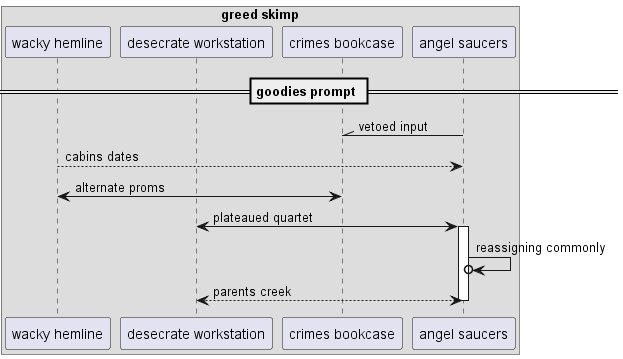 greed skimp
wacky hemline
desecrate workstation
crimes bookcase
angel saucers
goodies prompt
vetoed input
cabins dates
alternate proms
plateaued quartet
reassigning commonly
parents creek
wacky hemline
desecrate workstation
crimes bookcase
angel saucers